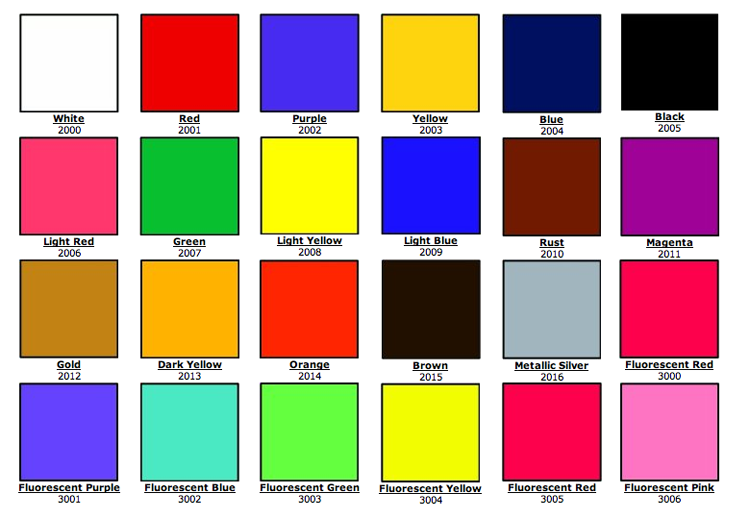 White
2000
Red
2001
Purple
2002
Yellow
2003
Blue
2004
Black
2005
Light Red
2006
Green
2007
Light Yellow
2008
Light Blue
2009
Rust
2010
Magenta
2011
Gold
2012
Dark Yellow
2013
Orange
2014
Brown
2015
Metallic Silver
2016
Fluorescent Red
3000
Fluorescent Purple
3001
Fluorescent Blue
3002
Fluorescent Green
3003
Fluorescent Yellow
3004
Fluorescent Red
3005
Fluorescent Pink
3006